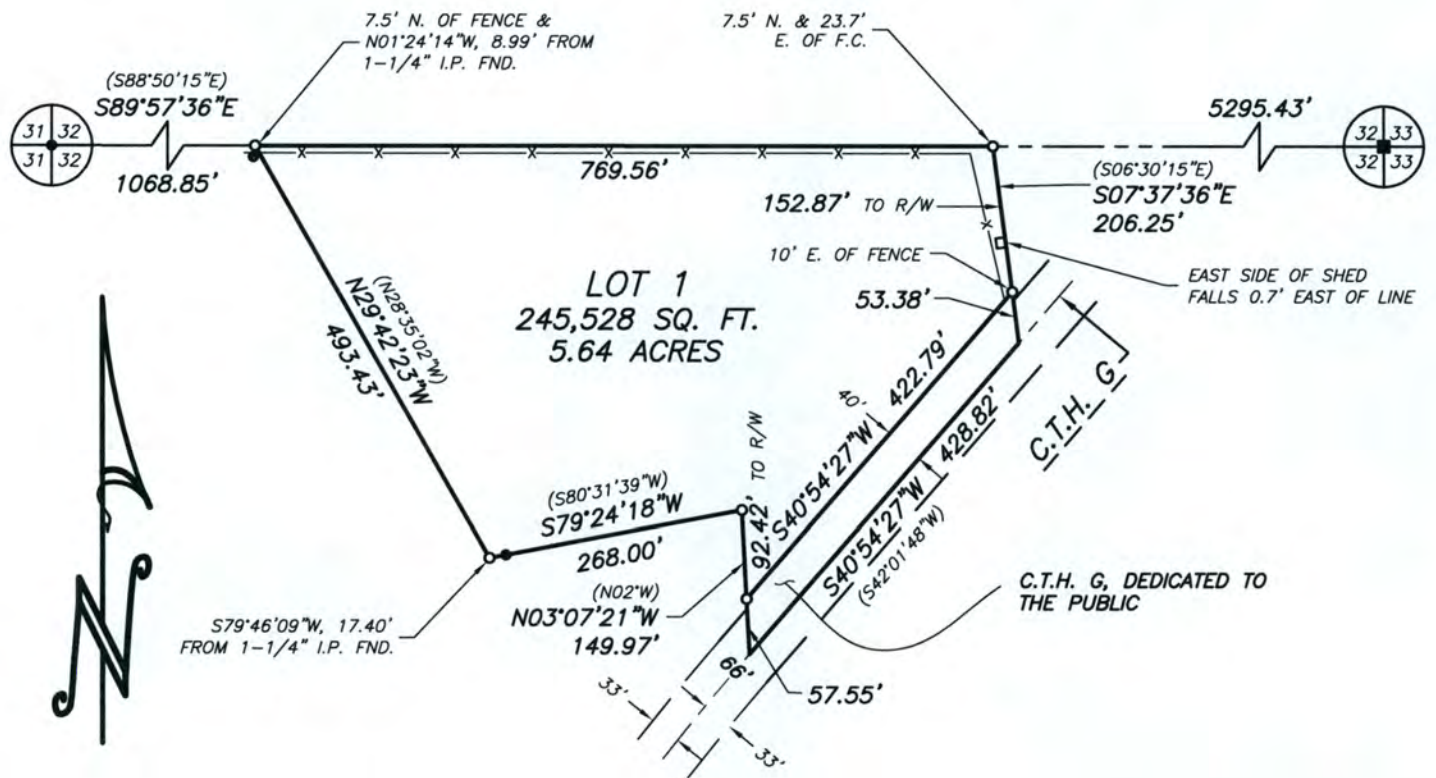 7.5' N. OF FENCE &
N01°24'14"W, 8.99' FROM
1-1/4" I.P. FND.
7.5' N. & 23.7'
E. OF F.C.
(S88°50'15"E)
S89°57'36"E
1068.85'
31 32
31 32
769.56'
5295.43'
32 33
32 33
(S06°30'15"E)
S07°37'36"E
206.25'
152.87' TO R/W
10' E. OF FENCE
EAST SIDE OF SHED
FALLS 0.7' EAST OF LINE
53.38'
LOT 1
245,528 SQ. FT.
5.64 ACRES
(N28°35'02"W)
N29°42'23"W
493.43'
40'
S40°54'27"W 422.79'
C.T.H. G
S40°54'27"W 428.82'
(S42°01'48"W)
92.42' TO R/W
(S80°31'39"W)
S79°24'18"W
268.00'
(N02°W)
N03°07'21"W
149.97'
S79°46'09"W, 17.40'
FROM 1-1/4" I.P. FND.
C.T.H. G, DEDICATED TO
THE PUBLIC
66'
57.55'
33'
33'
N